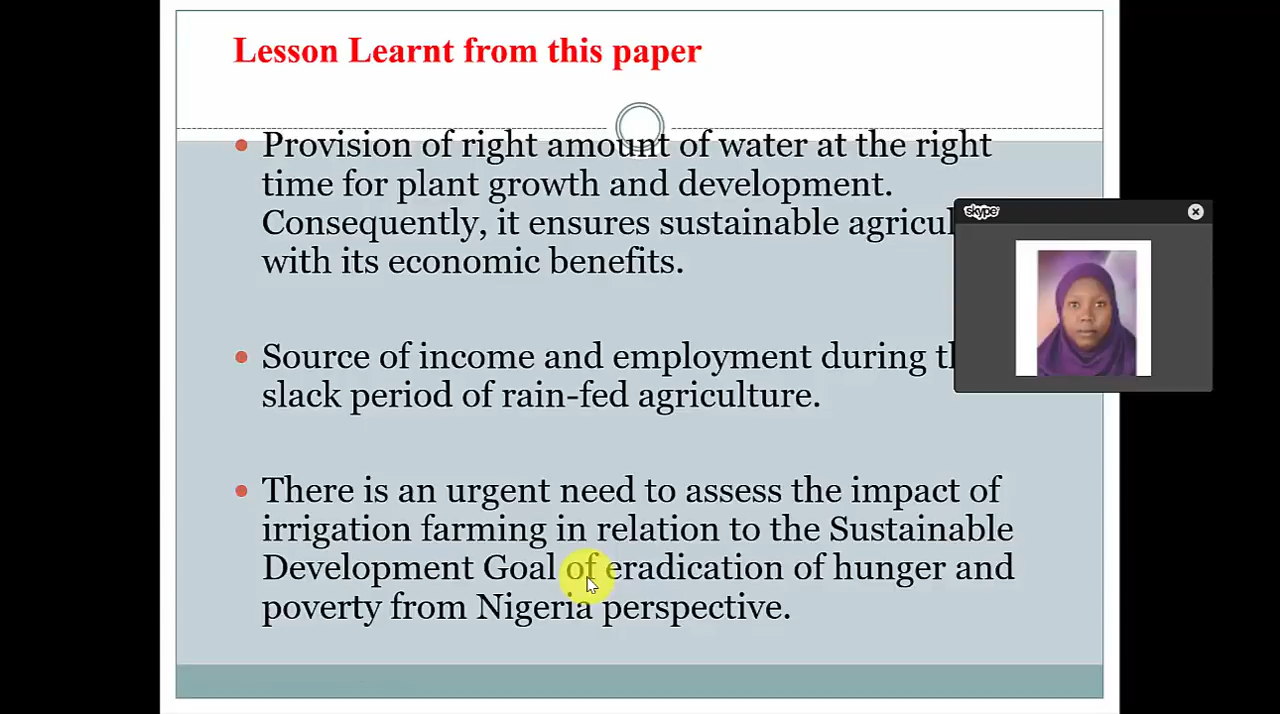 Lesson Learnt from this paper
Provision of right amount of water at the right
time for plant growth and development.
Consequently, it ensures sustainable agricul
with its economic benefits.
skype
Source of income and employment during th
slack period of rain-fed agriculture.
There is an urgent need to assess the impact of
irrigation farming in relation to the Sustainable
Development Goal of eradication of hunger and
poverty from Nigeria perspective.